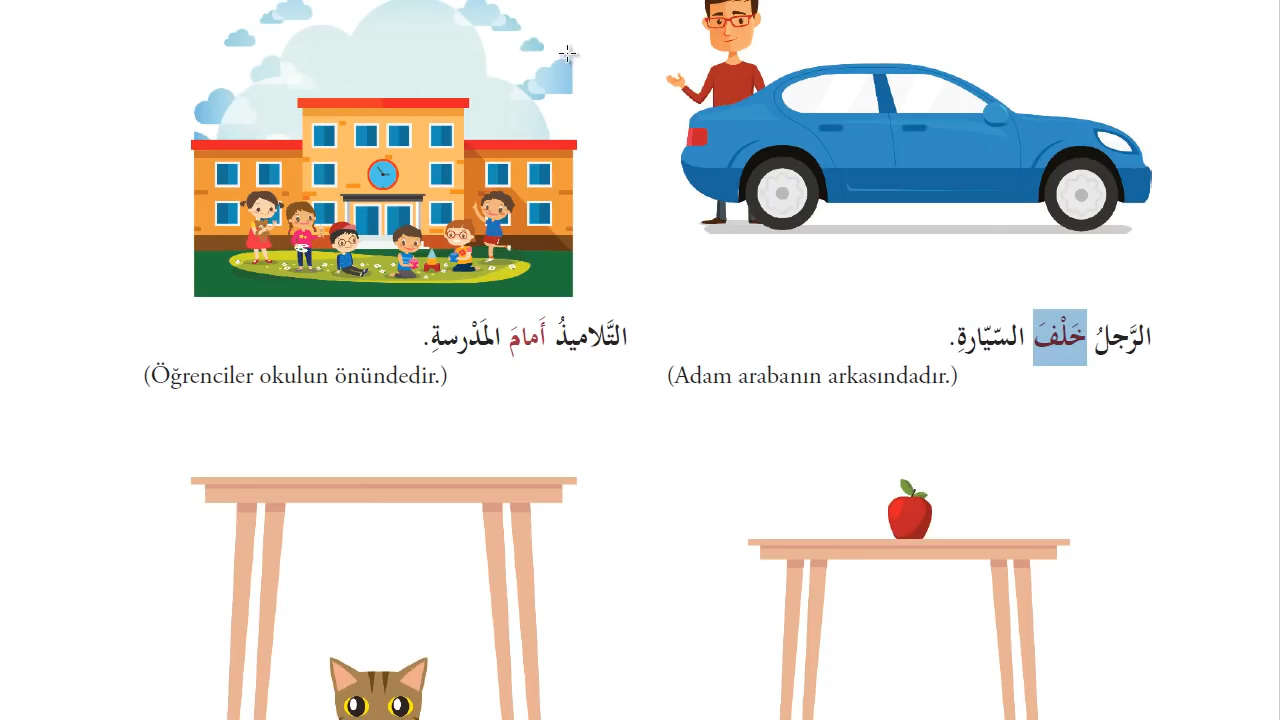 الرَّجلُ خَلْفَ السّيّارةِ.
(Adam arabanın arkasındadır.)
التَّلاميذُ أَمامَ المَدْرسةِ.
(Öğrenciler okulun önündedir.)